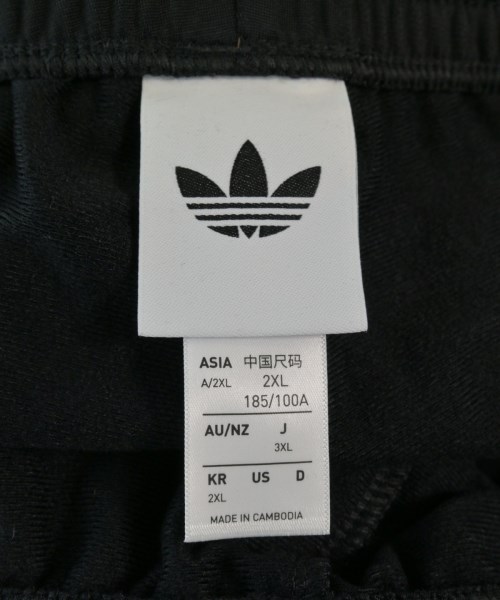 ASIA 中国尺码
A/2XL 2XL
185/100A
AU/NZ J
3XL
KR US D
2XL
MADE IN CAMBODIA